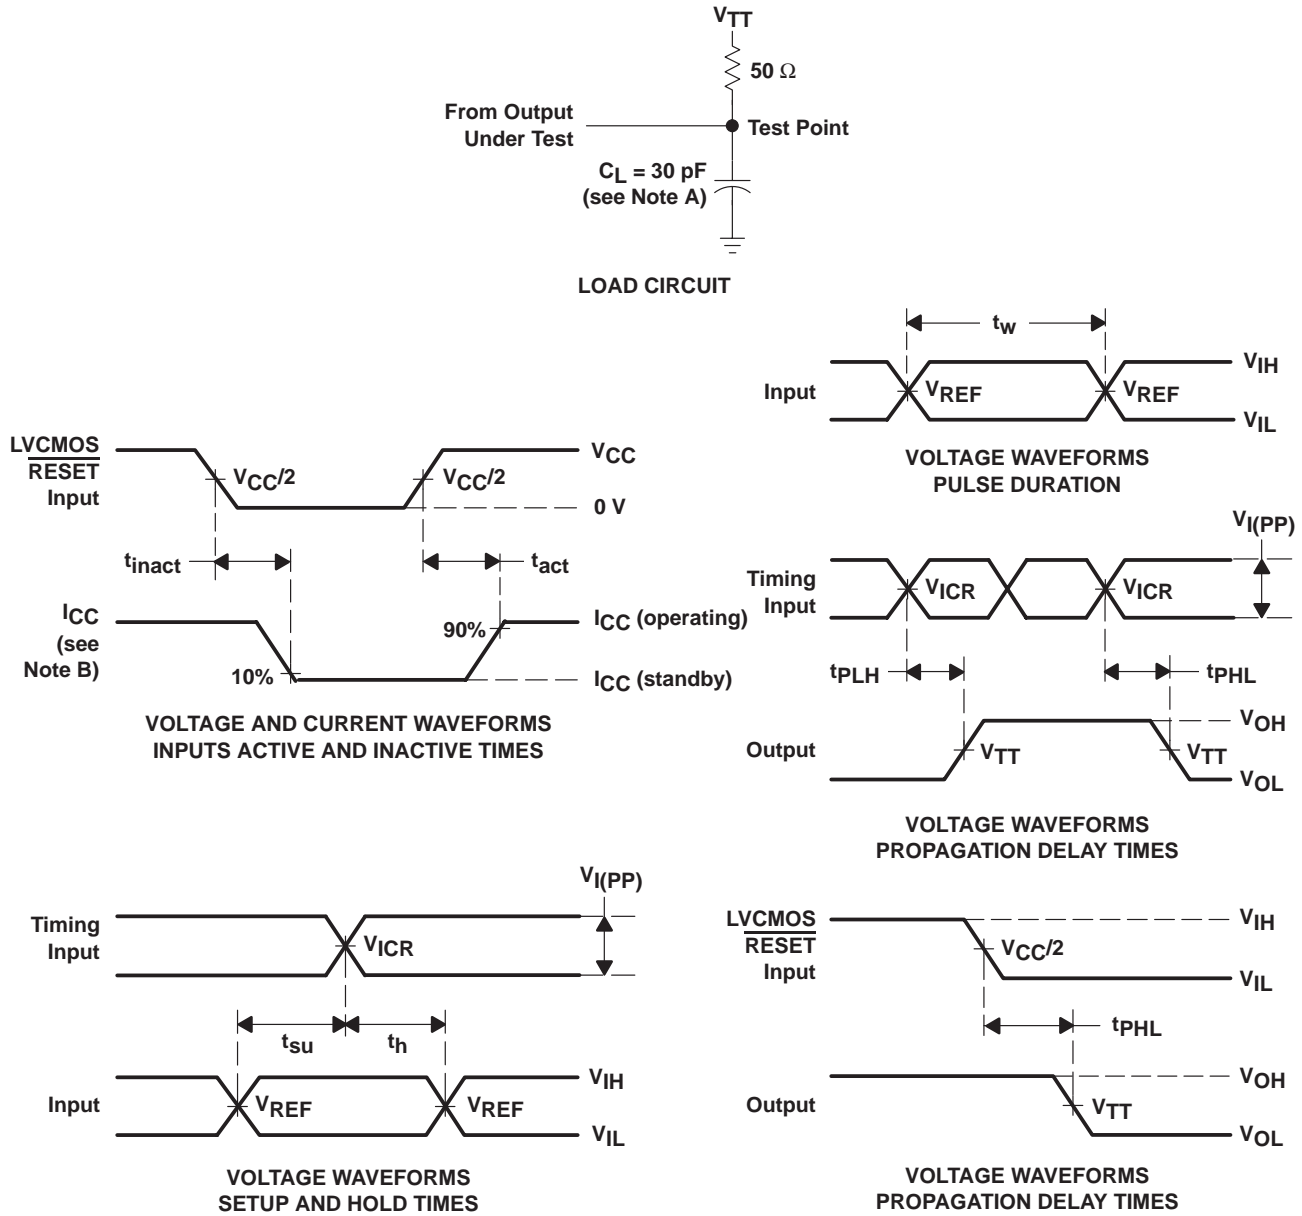 VTT
50 Ω
From Output
Under Test
Test Point
CL = 30 pF
(see Note A)
LOAD CIRCUIT
tw
Input
VREF
VREF
VIH
VIL
VOLTAGE WAVEFORMS
PULSE DURATION
LVCMOS
RESET
Input
VCC/2
VCC/2
VCC
0 V
tinact
tact
ICC
(see
Note B)
10%
90%
ICC (operating)
ICC (standby)
VOLTAGE AND CURRENT WAVEFORMS
INPUTS ACTIVE AND INACTIVE TIMES
VI(PP)
Timing
Input
VICR
VICR
tPLH
tPHL
Output
VTT
VTT
VOH
VOL
VOLTAGE WAVEFORMS
PROPAGATION DELAY TIMES
VI(PP)
Timing
Input
VICR
tsu
th
Input
VREF
VREF
VIH
VIL
VOLTAGE WAVEFORMS
SETUP AND HOLD TIMES
LVCMOS
RESET
Input
VCC/2
VIH
VIL
tPHL
Output
VTT
VOH
VOL
VOLTAGE WAVEFORMS
PROPAGATION DELAY TIMES